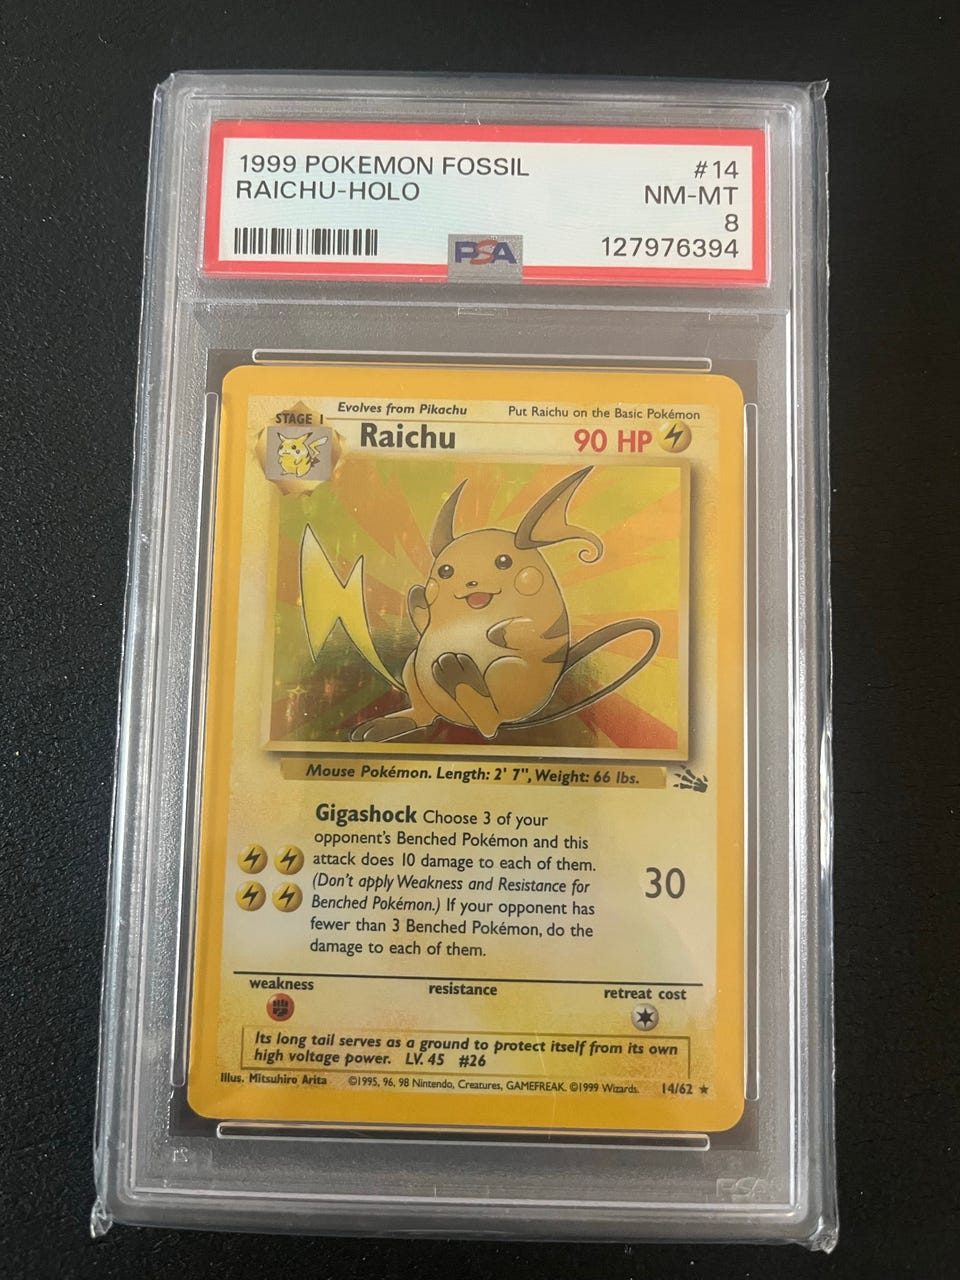 1999 POKEMON FOSSIL #14
RAICHU-HOLO NM-MT
8
PSA 127976394
STAGE 1 Evolves from Pikachu Put Raichu on the Basic Pokémon
Raichu 90 HP
Mouse Pokémon. Length: 2' 7", Weight: 66 lbs.
Gigashock Choose 3 of your
opponent's Benched Pokémon and this
attack does 10 damage to each of them.
(Don't apply Weakness and Resistance for
Benched Pokémon.) If your opponent has
fewer than 3 Benched Pokémon, do the
damage to each of them.
30
weakness resistance retreat cost
Its long tail serves as a ground to protect itself from its own
high voltage power. LV. 45 #26
Illus. Mitsuhiro Arita ©1995, 96, 98 Nintendo, Creatures, GAMEFREAK. ©1999 Wizards. 14/62 ★
PSA